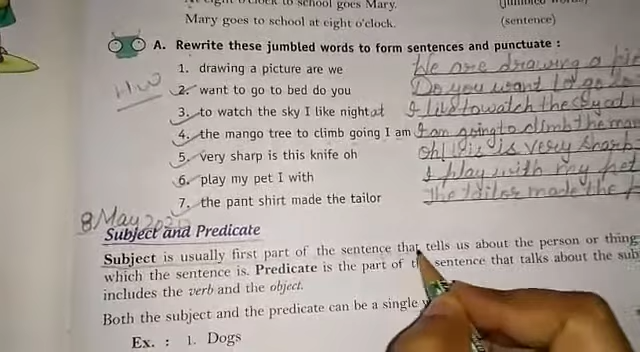 to school goes Mary.
Mary goes to school at eight o'clock.
(sentence)
A. Rewrite these jumbled words to form sentences and punctuate :
H.W
1. drawing a picture are we We are drawing a
2. want to go to bed do you Do you want to go to
3. to watch the sky I like night at I like to watch the sky at
4. the mango tree to climb going I am I am going to climb the man
5. very sharp is this knife oh Oh! is very sharp
6. play my pet I with I play with my pet
7. the pant shirt made the tailor The tailor made the
8 May 202
Subject and Predicate
Subject is usually first part of the sentence that tells us about the person or thing
which the sentence is. Predicate is the part of sentence that talks about the sub
includes the verb and the object.
Both the subject and the predicate can be a single
Ex. : 1. Dogs